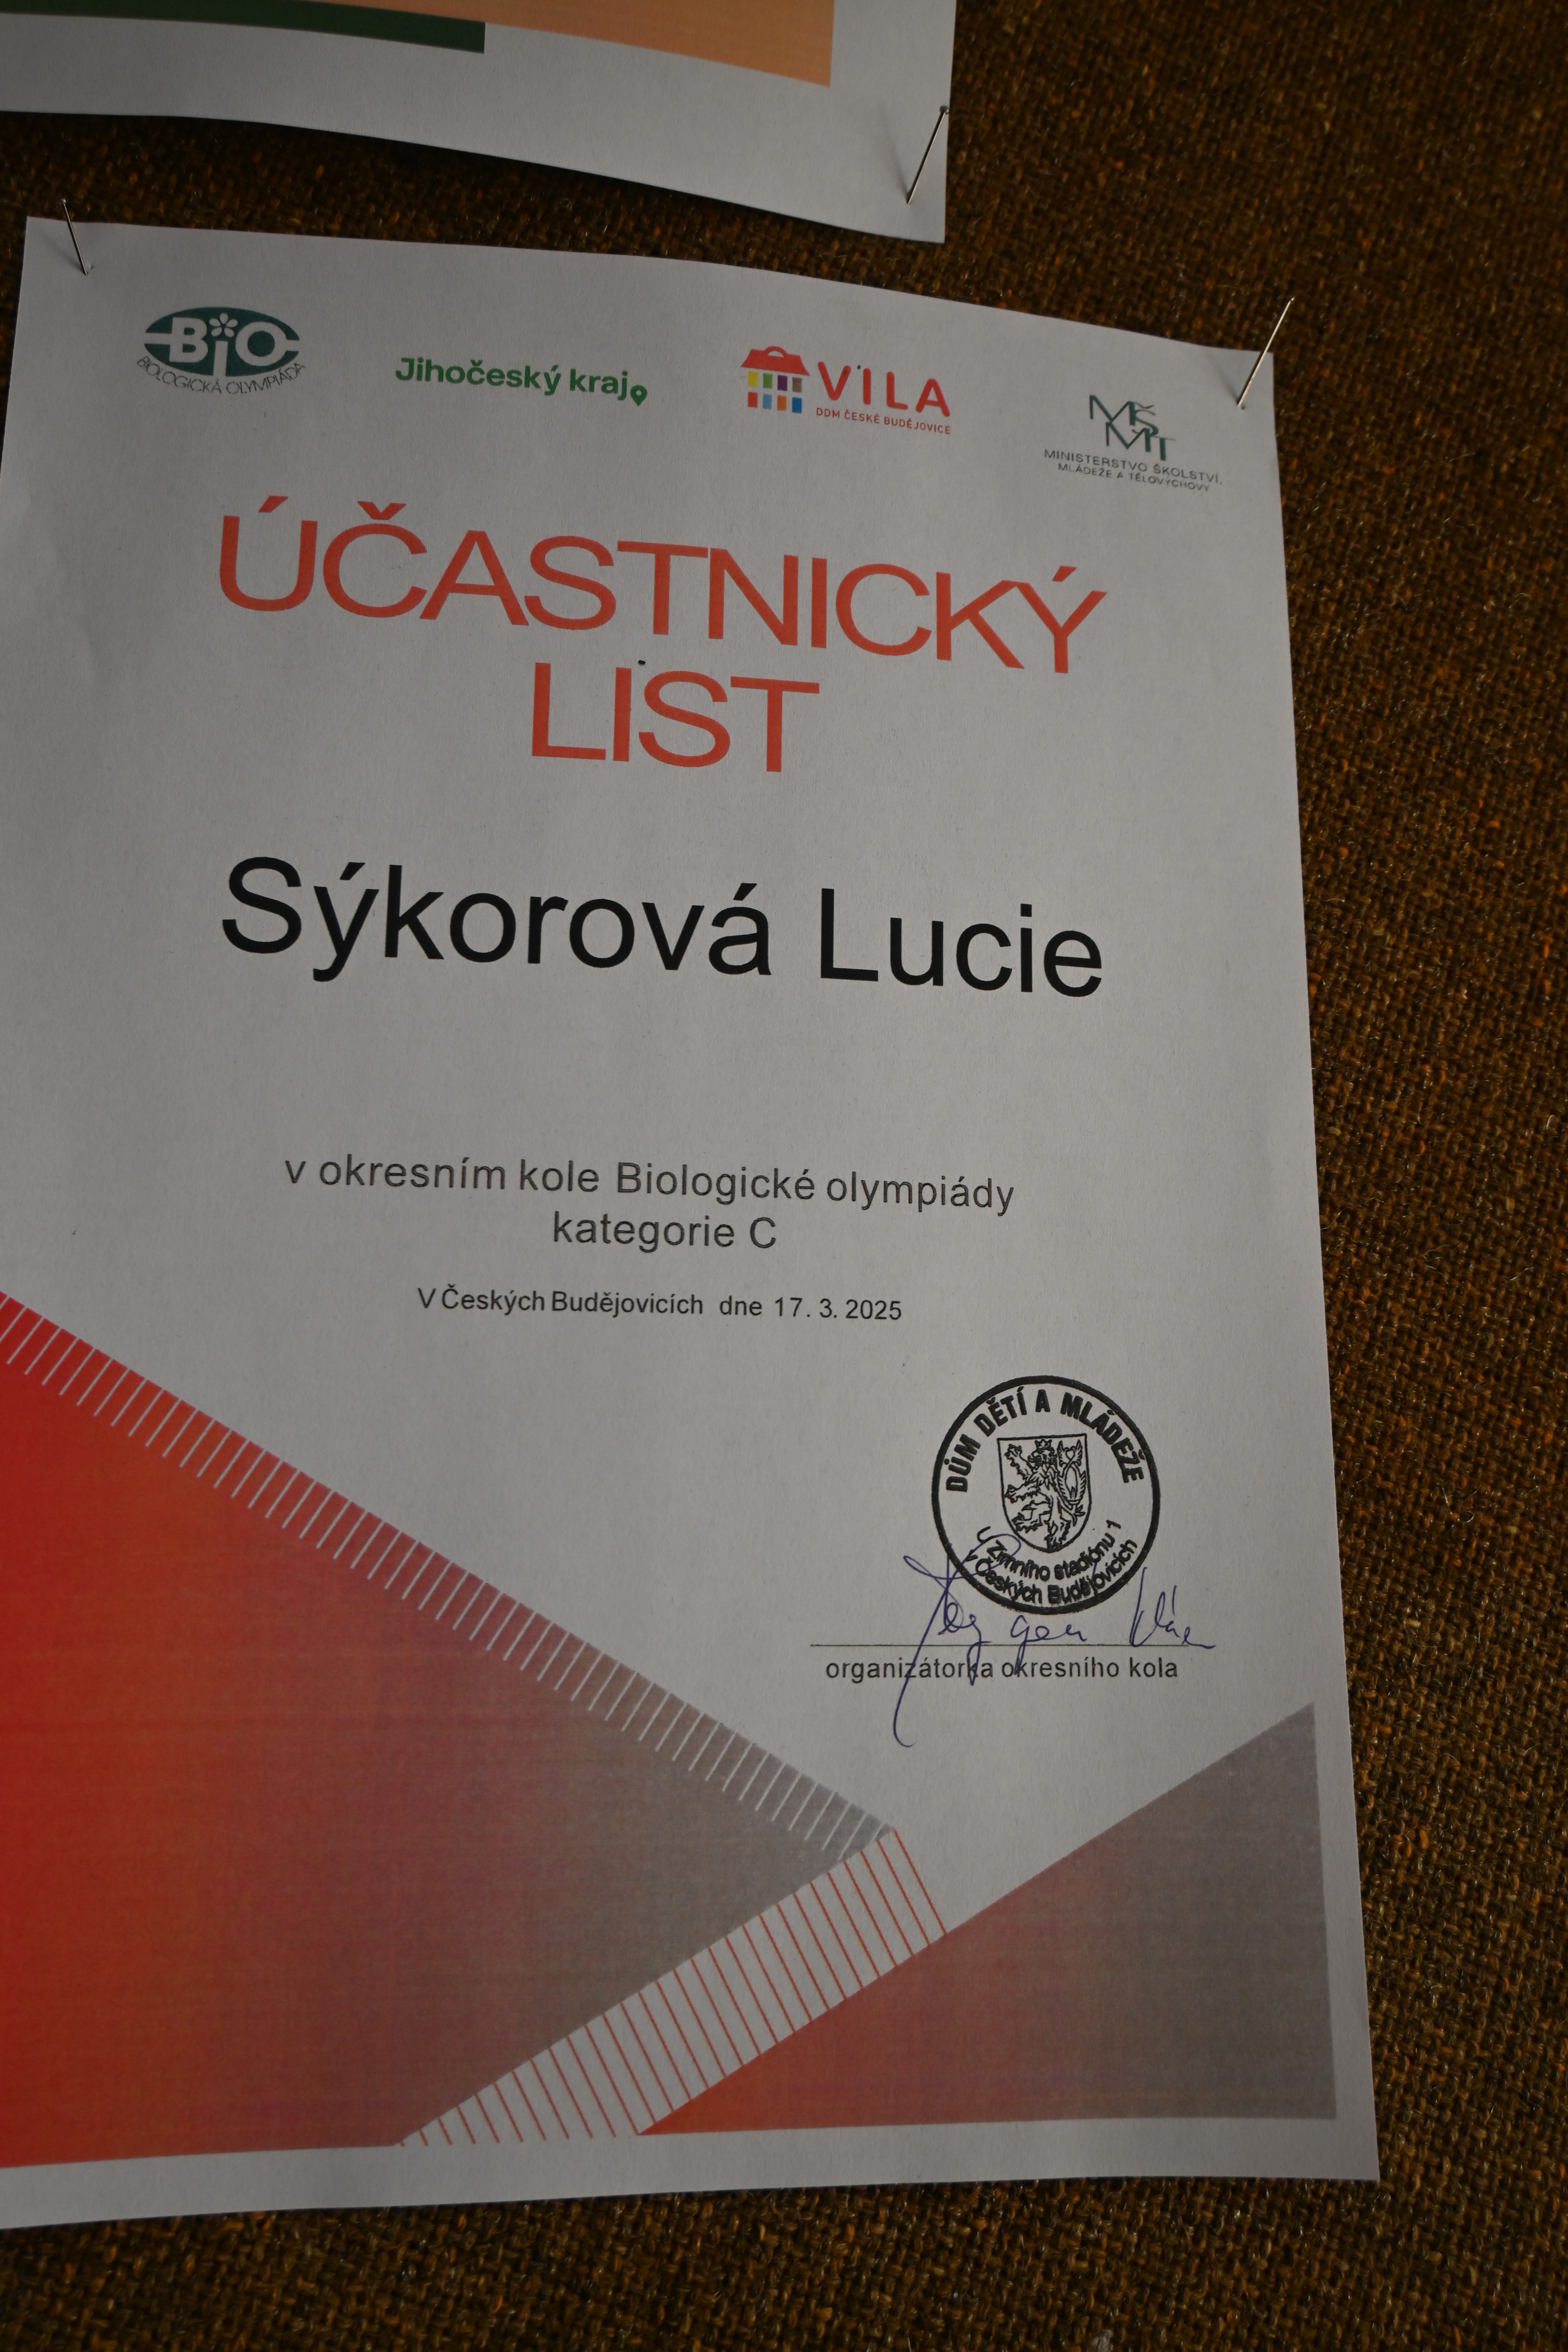 BiO
BIOLOGICKÁ OLYMPIÁDA
Jihočeský kraj
VILA
DDM ČESKÉ BUDĚJOVICE
MŠMT
MINISTERSTVO ŠKOLSTVÍ,
MLÁDEŽE A TĚLOVÝCHOVY
ÚČASTNICKÝ
LIST
Sýkorová Lucie
v okresním kole Biologické olympiády
kategorie C
V Českých Budějovicích dne 17. 3. 2025
DŮM DĚTÍ A MLÁDEŽE
U Zimního stadiónu 1
v Českých Budějovicích
organizátorka okresního kola